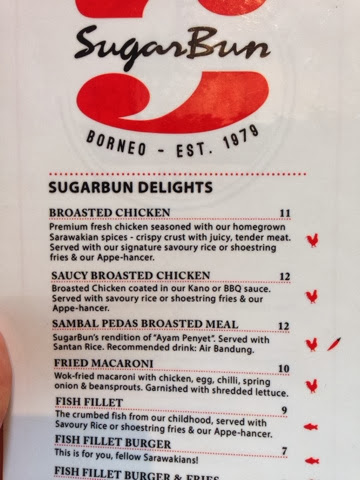 SugarBun
BORNEO - EST. 1979
SUGARBUN DELIGHTS
BROASTED CHICKEN 11
Premium fresh chicken seasoned with our homegrown
Sarawakian spices - crispy crust with juicy, tender meat.
Served with our signature savoury rice or shoestring
fries & our Appe-hancer.
SAUCY BROASTED CHICKEN 12
Broasted Chicken coated in our Kano or BBQ sauce.
Served with savoury rice or shoestring fries & our
Appe-hancer.
SAMBAL PEDAS BROASTED MEAL 12
SugarBun's rendition of "Ayam Penyet". Served with
Santan Rice. Recommended drink: Air Bandung.
FRIED MACARONI 10
Wok-fried macaroni with chicken, egg, chilli, spring
onion & beansprouts. Garnished with shredded lettuce.
FISH FILLET 9
The crumbed fish from our childhood, served with
Savoury Rice or shoestring fries & our Appe-hancer.
FISH FILLET BURGER 7
This is for you, fellow Sarawakians!
FISH FILLET BURGER & FRIES